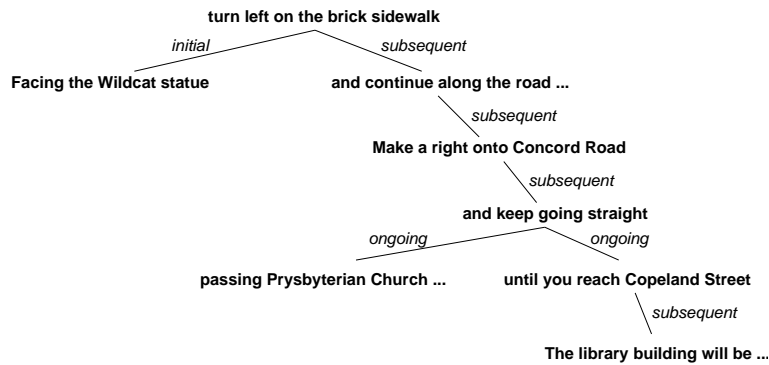 turn left on the brick sidewalk
initial subsequent
Facing the Wildcat statue and continue along the road ...
subsequent
Make a right onto Concord Road
subsequent
and keep going straight
ongoing ongoing
passing Prysbyterian Church ... until you reach Copeland Street
subsequent
The library building will be ...